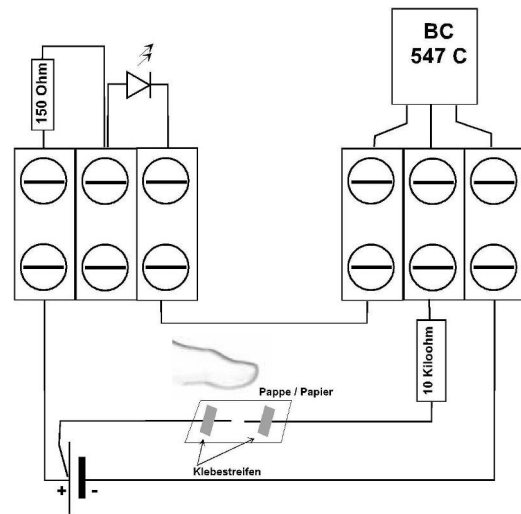 BC
547 C
150 Ohm
10 Kiloohm
Pappe / Papier
Klebestreifen
+ -